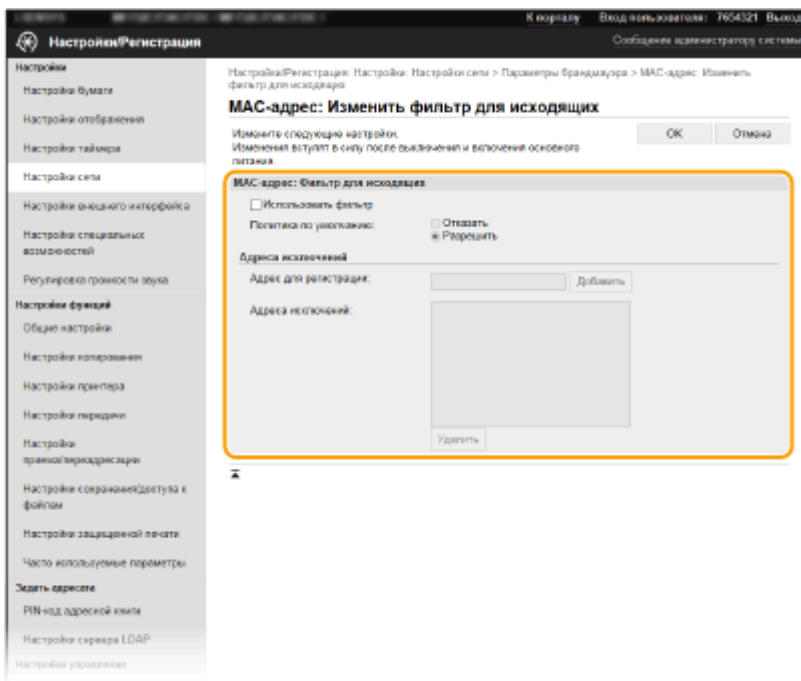 К порталу Вход пользователя: 7654321 Выход
Настройки/Регистрация
Сообщение администратору системы
Настройки
Настройки бумаги
Настройки отображения
Настройки таймера
Настройки сети
Настройки внешнего интерфейса
Настройки специальных
возможностей
Регулировка громкости звука
Настройки функций
Общие настройки
Настройки копирования
Настройки принтера
Настройки передачи
Настройки
приема/переадресации
Настройки сохранения/доступа к
файлам
Настройки защищенной печати
Часто используемые параметры
Задать адресата
PIN-код адресной книги
Настройки сервера LDAP
Настройки управления
Настройки/Регистрация: Настройки: Настройки сети > Параметры брандмауэра > MAC-адрес: Изменить
фильтр для исходящих
MAC-адрес: Изменить фильтр для исходящих
Измените следующие настройки.
Изменения вступят в силу после выключения и включения основного
питания.
OK Отмена
MAC-адрес: Фильтр для исходящих
Использовать фильтр
Политика по умолчанию:
Отказать
Разрешить
Адреса исключений
Адрес для регистрации:
Добавить
Адреса исключений:
Удалить